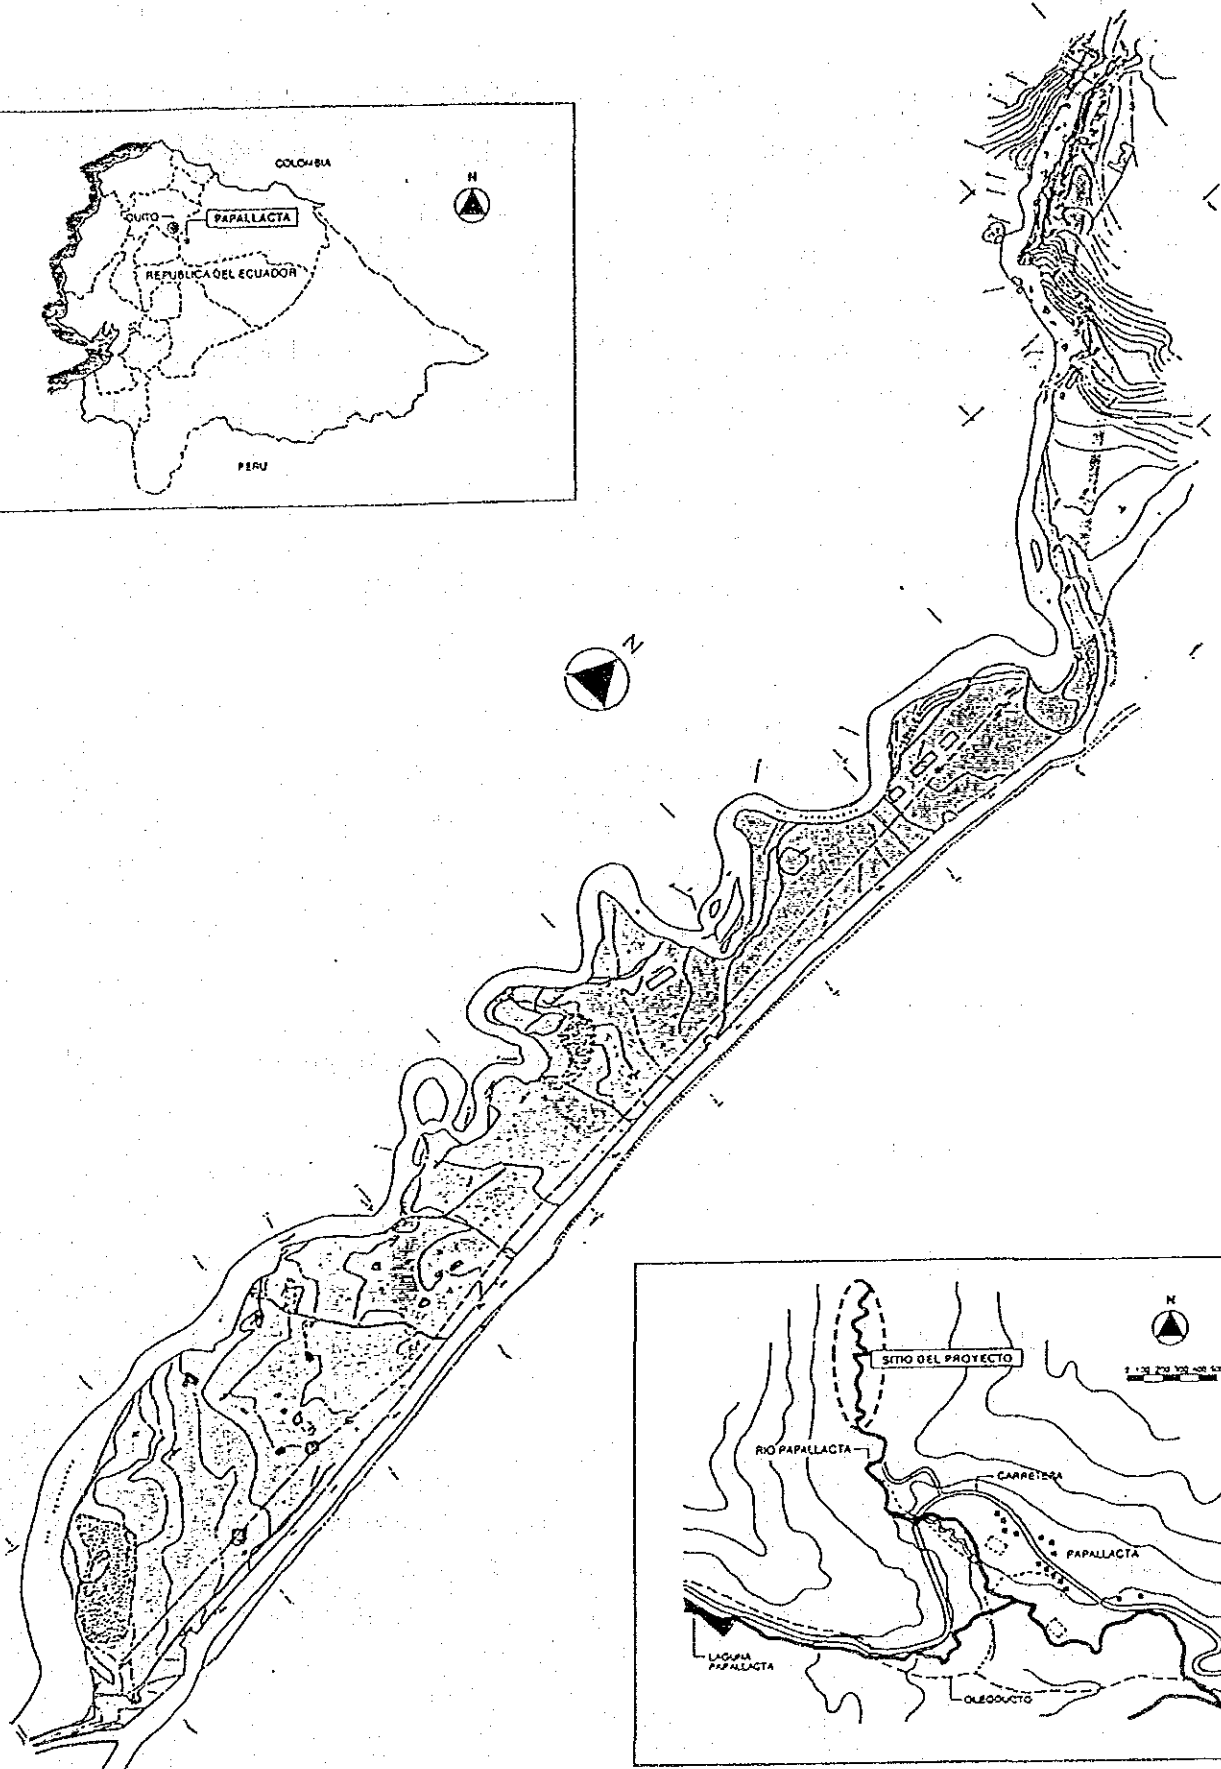 COLOMBIA
N
QUITO
PAPALLACTA
REPUBLICA DEL ECUADOR
PERU
N
N
SITIO DEL PROYECTO
RIO PAPALLACTA
CARRETERA
PAPALLACTA
LAGUNA
PAPALLACTA
OLEODUCTO